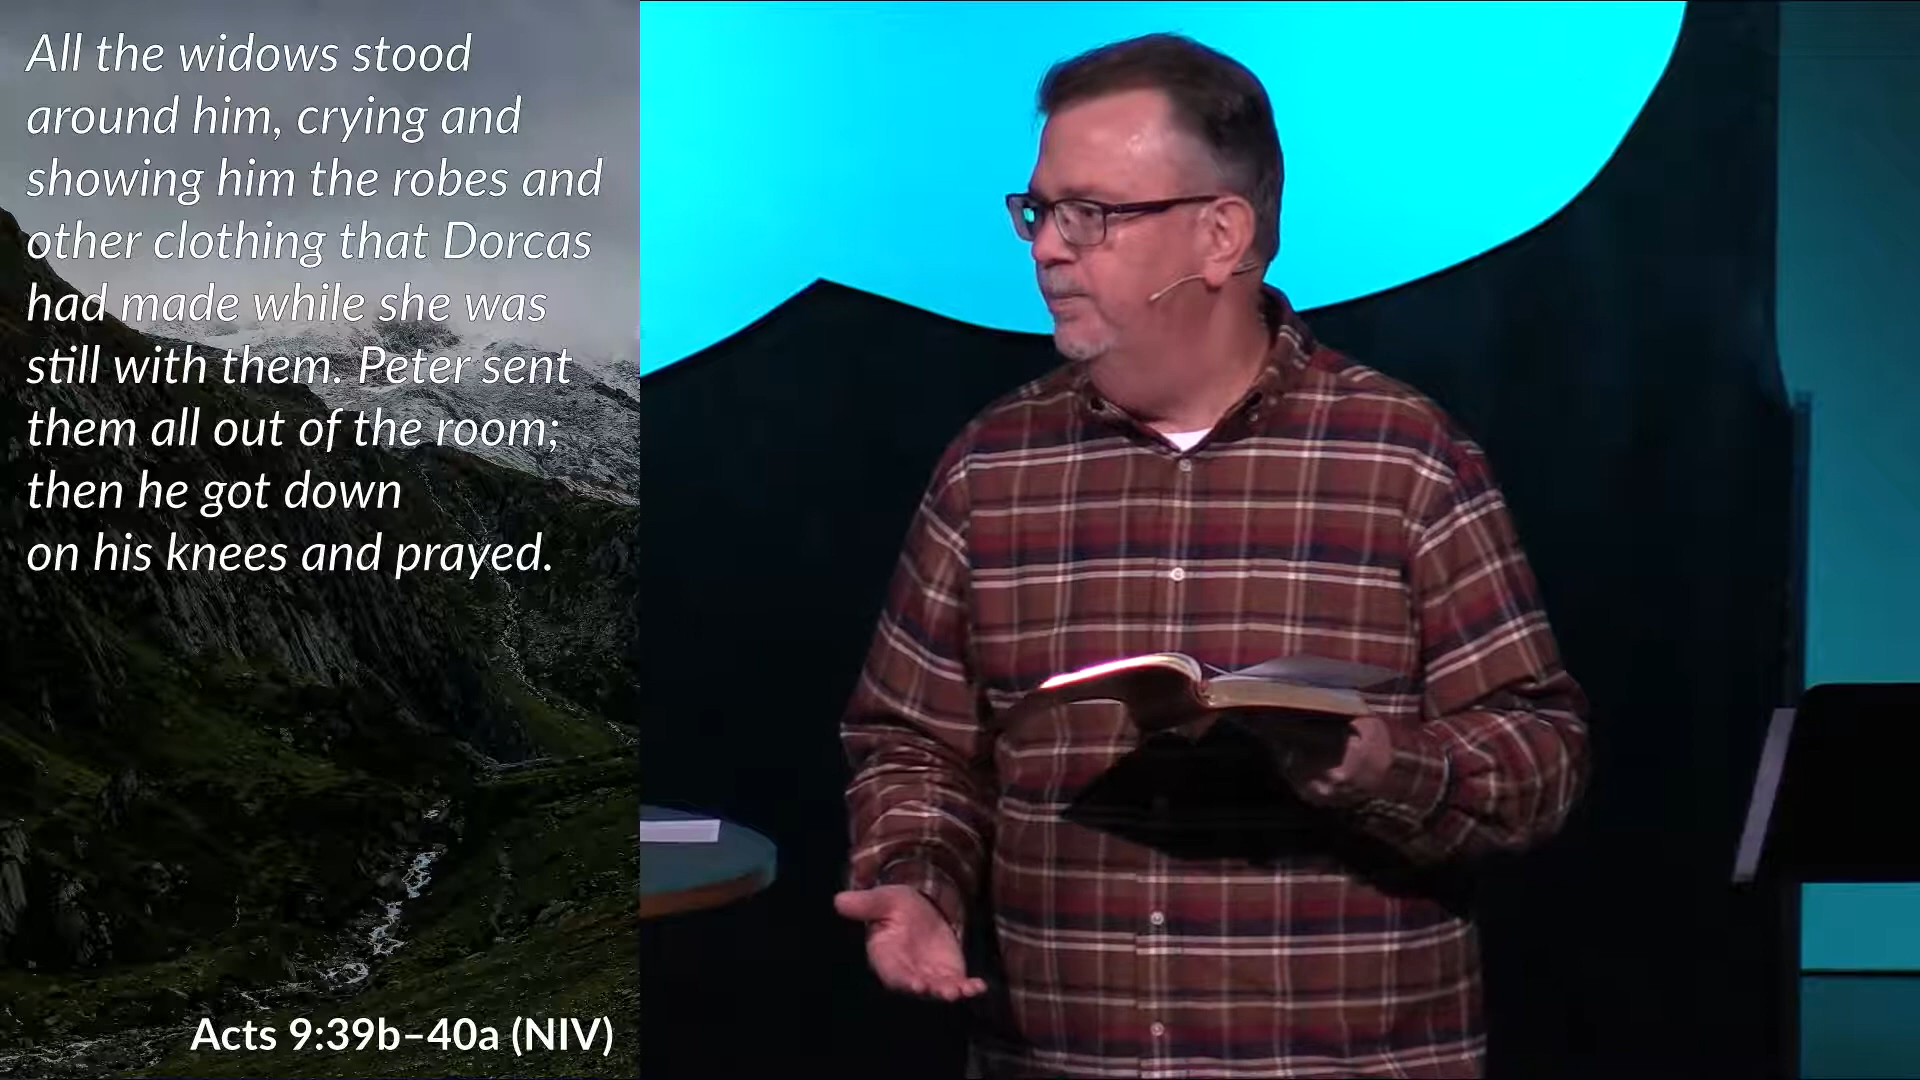 All the widows stood
around him, crying and
showing him the robes and
other clothing that Dorcas
had made while she was
still with them. Peter sent
them all out of the room;
then he got down
on his knees and prayed.
Acts 9:39b–40a (NIV)